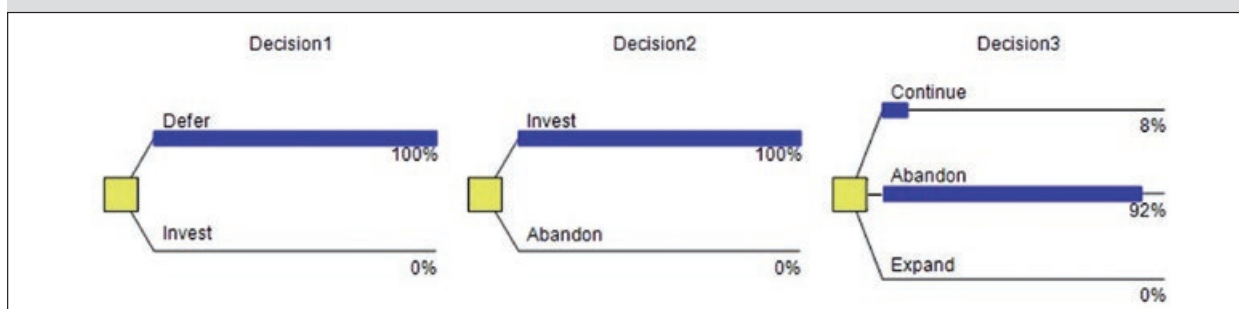 Decision1
Defer
100%
Invest
0%
Decision2
Invest
100%
Abandon
0%
Decision3
Continue
8%
Abandon
92%
Expand
0%